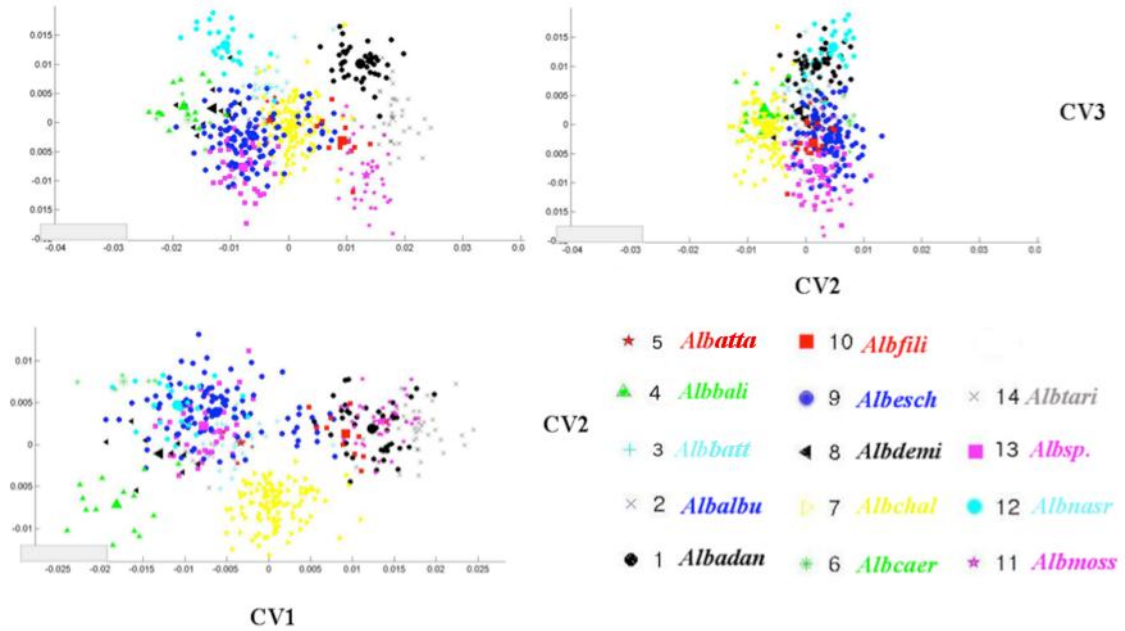 0.015
0.01
0.005
0
0.005
-0.01
0.015
-0.04 -0.03 -0.02 -0.01 0 0.01 0.02 0.0
0.015
0.01
0.005
0
0.005
-0.01
0.015
-0.04 -0.03 -0.02 -0.01 0 0.01 0.02 0.03 0.0
CV3
CV2
0.01
0.005
0
0.005
-0.01
-0.025 -0.02 -0.015 -0.01 -0.005 0 0.005 0.01 0.015 0.02 0.025
CV2
CV1
5 Albatta 10 Albfili
4 Albbali 9 Albesch 14 Albtari
3 Albbatt 8 Albdemi 13 Albsp.
2 Albalbu 7 Albchal 12 Albnasr
1 Albadan 6 Albcaer 11 Albmoss